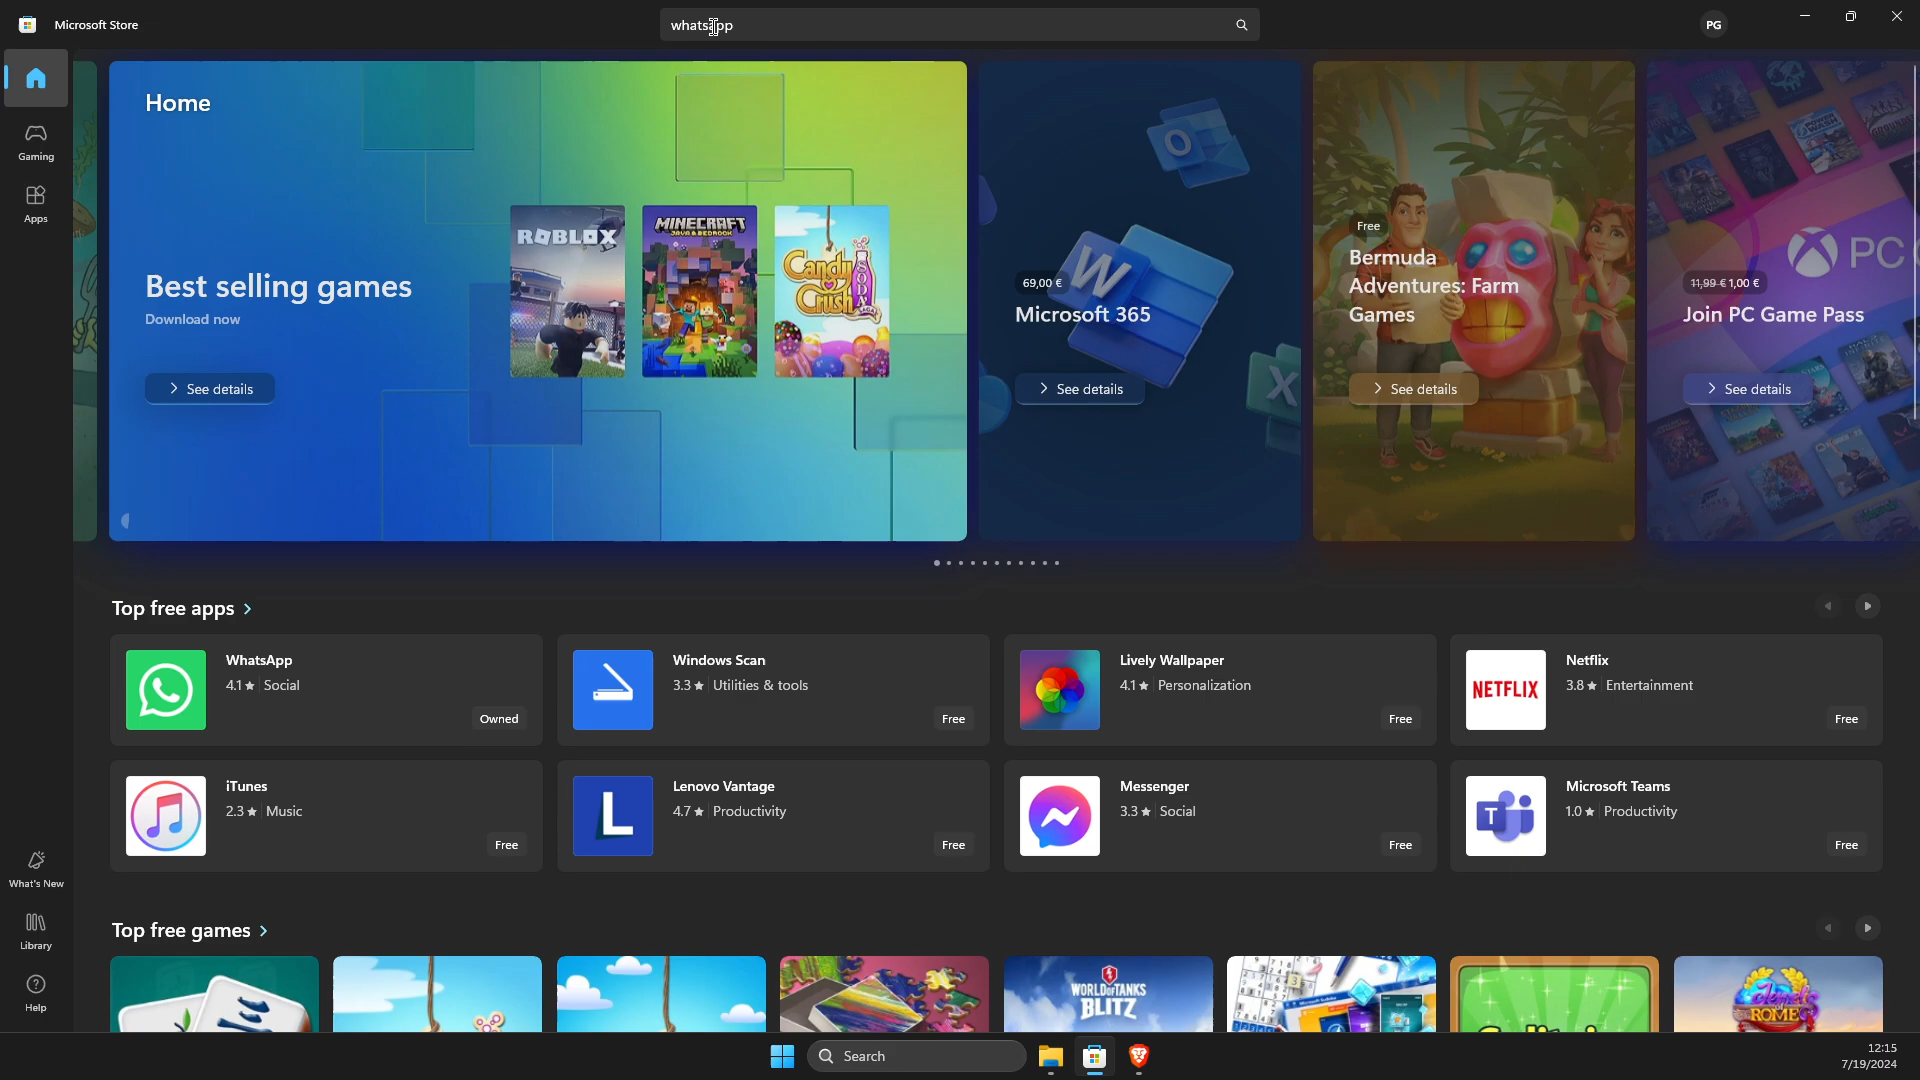 Microsoft Store
whatsapp
PG
Home
Gaming
Apps
Best selling games
Download now
See details
ROBLOX
MINECRAFT
JAVA & BEDROCK
Candy
Crush
SODA
SAGA
69,00 €
Microsoft 365
See details
Free
Bermuda
Adventures: Farm
Games
See details
PC G
11,99 € 1,00 €
Join PC Game Pass
See details
Top free apps
WhatsApp
4.1★ Social
Owned
Windows Scan
3.3★ Utilities & tools
Free
Lively Wallpaper
4.1★ Personalization
Free
NETFLIX
Netflix
3.8★ Entertainment
Free
iTunes
2.3★ Music
Free
L
Lenovo Vantage
4.7★ Productivity
Free
Messenger
3.3★ Social
Free
T
Microsoft Teams
1.0★ Productivity
Free
What's New
Library
Help
Top free games
WORLD OF TANKS
BLITZ
ROME
Search
12:15
7/19/2024